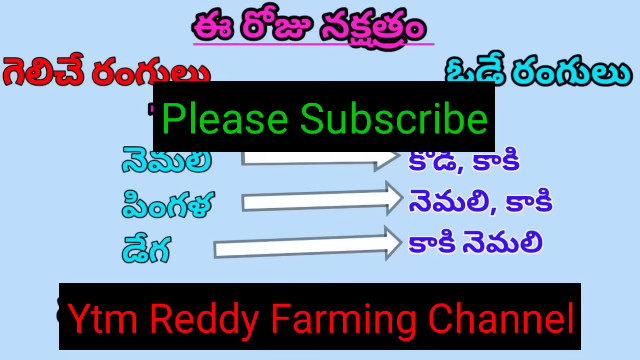 ఈ రోజు నక్షత్రం
గెలిచే రంగులు ఓడే రంగులు
Please Subscribe
నెమలి కోడి, కాకి
పింగళ నెమలి, కాకి
డేగ కాకి నెమలి
Ytm Reddy Farming Channel